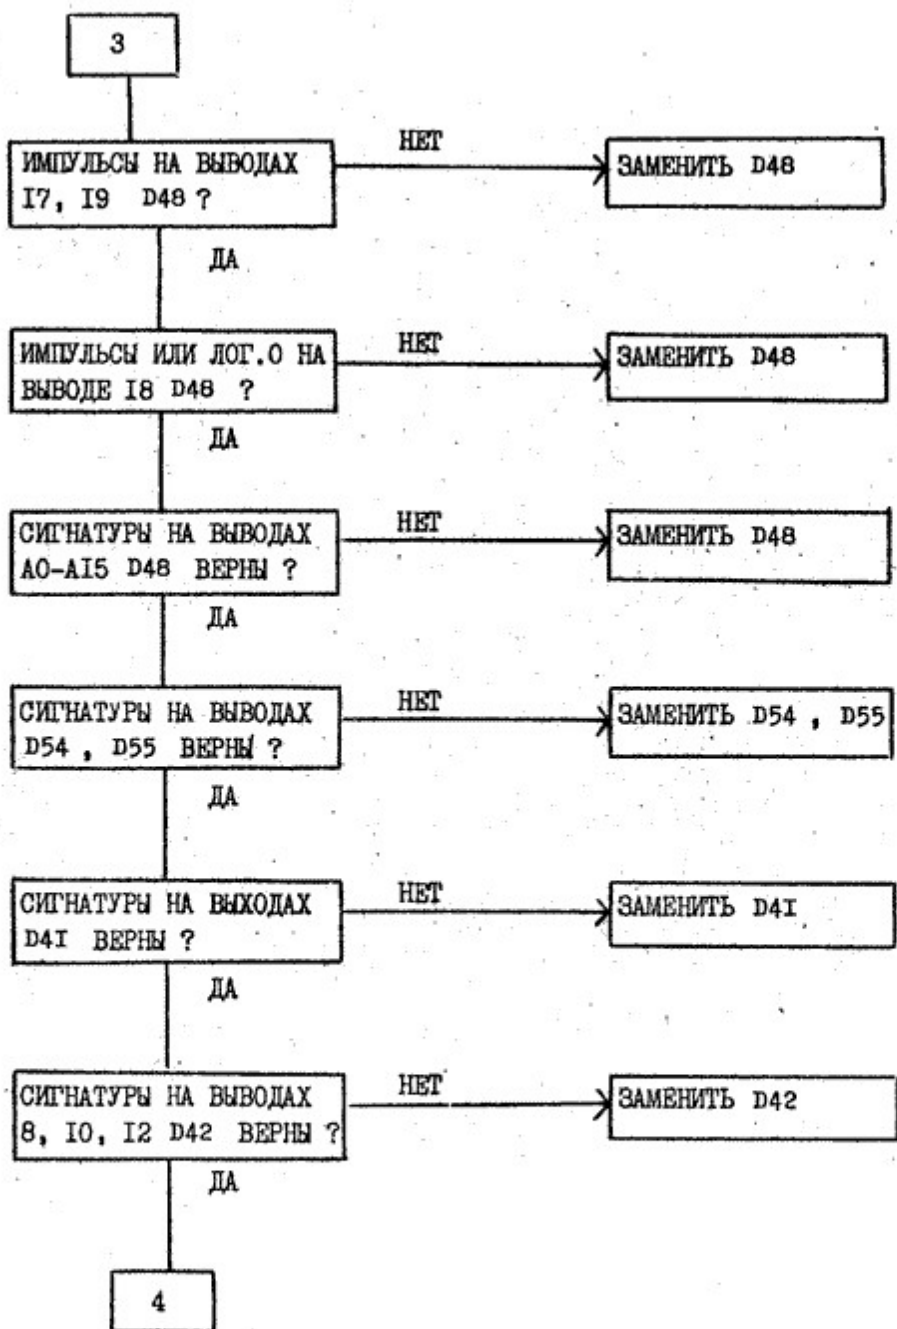 3
ИМПУЛЬСЫ НА ВЫВОДАХ
I7, I9 D48 ?
НЕТ
ЗАМЕНИТЬ D48
ДА
ИМПУЛЬСЫ ИЛИ ЛОГ.0 НА
ВЫВОДЕ I8 D48 ?
НЕТ
ЗАМЕНИТЬ D48
ДА
СИГНАТУРЫ НА ВЫВОДАХ
A0-AI5 D48 ВЕРНЫ ?
НЕТ
ЗАМЕНИТЬ D48
ДА
СИГНАТУРЫ НА ВЫВОДАХ
D54 , D55 ВЕРНЫ ?
НЕТ
ЗАМЕНИТЬ D54 , D55
ДА
СИГНАТУРЫ НА ВЫХОДАХ
D4I ВЕРНЫ ?
НЕТ
ЗАМЕНИТЬ D4I
ДА
СИГНАТУРЫ НА ВЫВОДАХ
8, I0, I2 D42 ВЕРНЫ ?
НЕТ
ЗАМЕНИТЬ D42
ДА
4